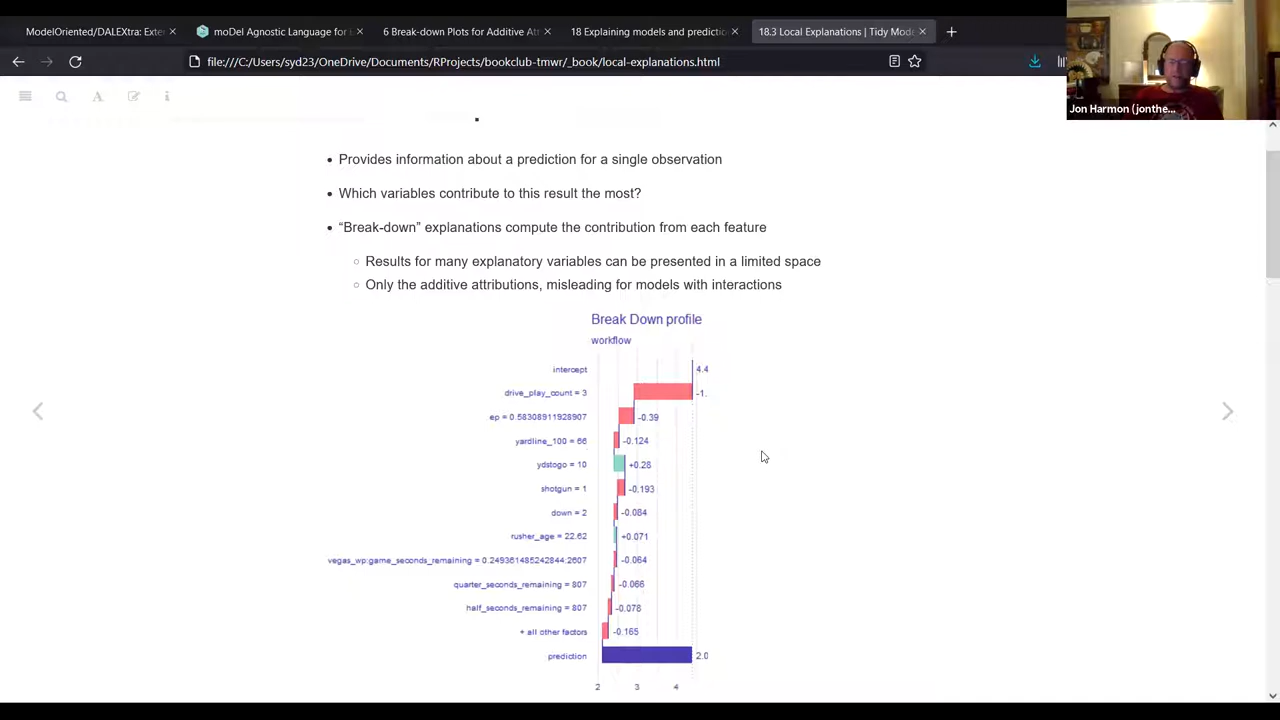 ModelOriented/DALEXtra: Exte
moDel Agnostic Language for
6 Break-down Plots for Additive At
18 Explaining models and predictio
18.3 Local Explanations | Tidy Mode
file:///C:/Users/syd23/OneDrive/Documents/RProjects/bookclub-tmwr/_book/local-explanations.html
Jon Harmon (jonthe...
Provides information about a prediction for a single observation
Which variables contribute to this result the most?
“Break-down” explanations compute the contribution from each feature
Results for many explanatory variables can be presented in a limited space
Only the additive attributions, misleading for models with interactions
Break Down profile
workflow
intercept 4.4
drive_play_count = 3 -1.
ep = 0.58308911928907 -0.39
yardline_100 = 66 -0.124
ydstogo = 10 +0.28
shotgun = 1 -0.193
down = 2 -0.084
rusher_age = 22.62 +0.071
vegas_wp:game_seconds_remaining = 0.249361485242844:2607 -0.064
quarter_seconds_remaining = 807 -0.066
half_seconds_remaining = 807 -0.078
+ all other factors -0.165
prediction 2.0
2 3 4